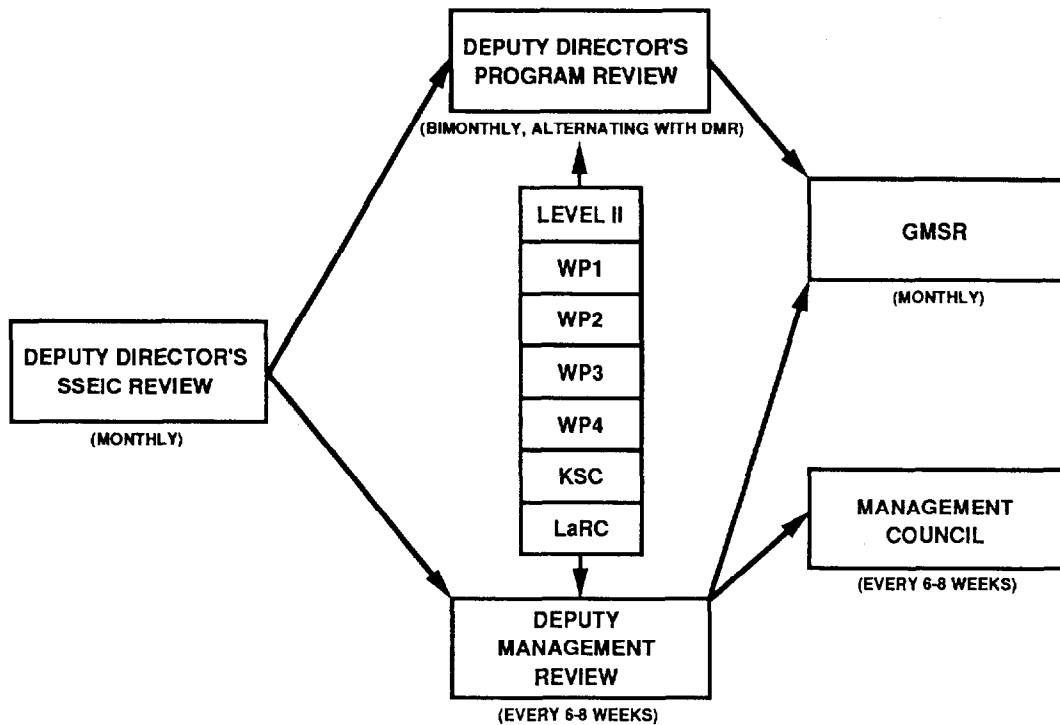 DEPUTY DIRECTOR'S
PROGRAM REVIEW
(BIMONTHLY, ALTERNATING WITH DMR)
LEVEL II
WP1
WP2
WP3
WP4
KSC
LaRC
DEPUTY DIRECTOR'S
SSEIC REVIEW
(MONTHLY)
GMSR
(MONTHLY)
MANAGEMENT
COUNCIL
(EVERY 6-8 WEEKS)
DEPUTY
MANAGEMENT
REVIEW
(EVERY 6-8 WEEKS)